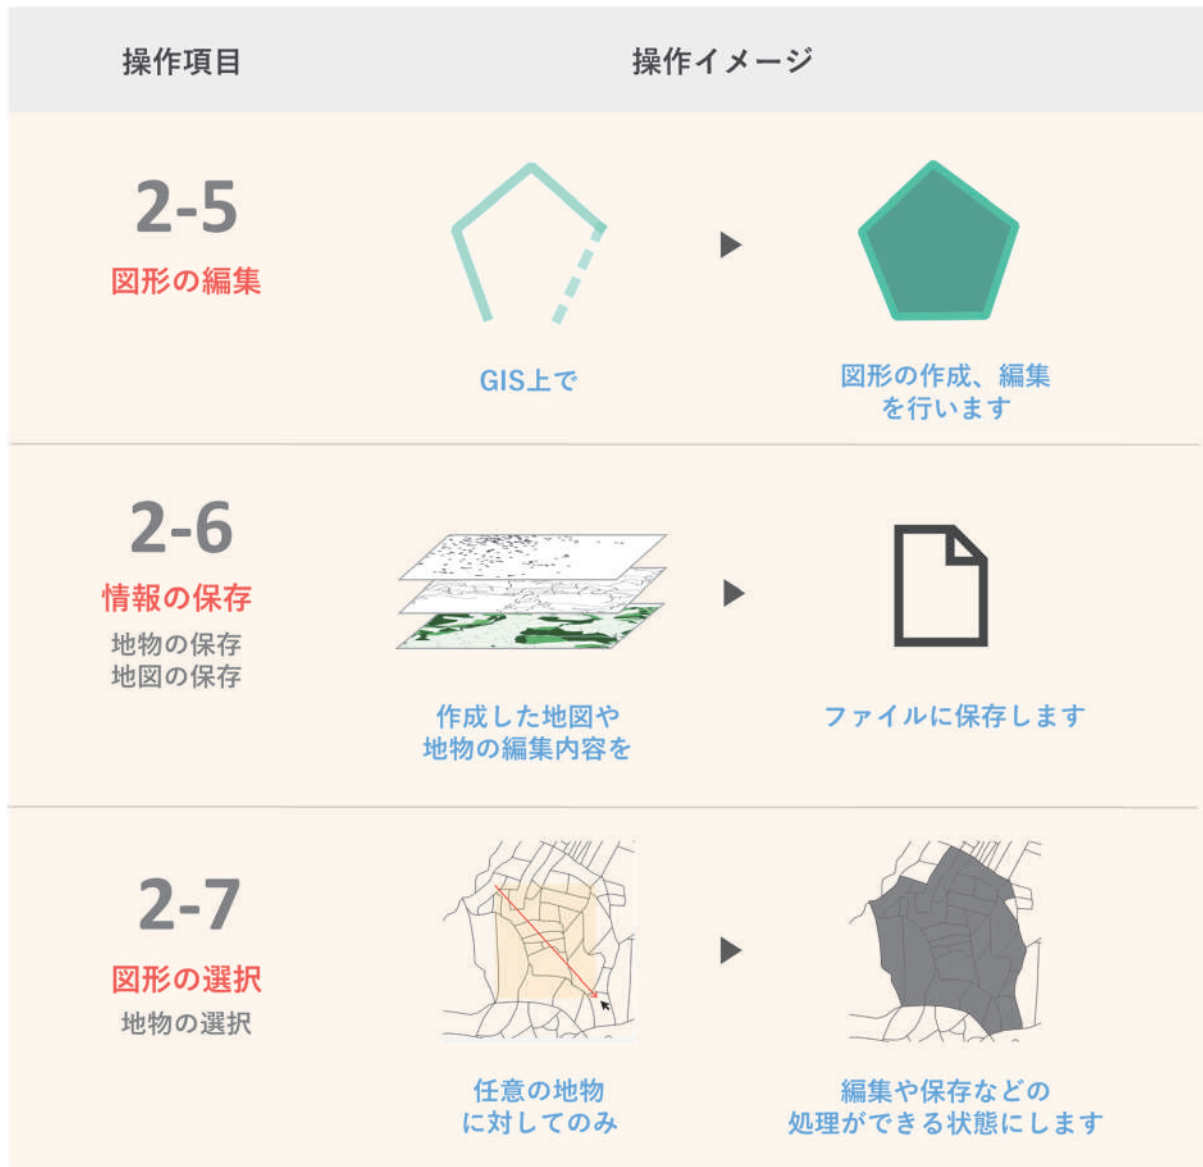 操作項目
操作イメージ
2-5
図形の編集
GIS上で
図形の作成、編集
を行います
2-6
情報の保存
地物の保存
地図の保存
作成した地図や
地物の編集内容を
ファイルに保存します
2-7
図形の選択
地物の選択
任意の地物
に対してのみ
編集や保存などの
処理ができる状態にします